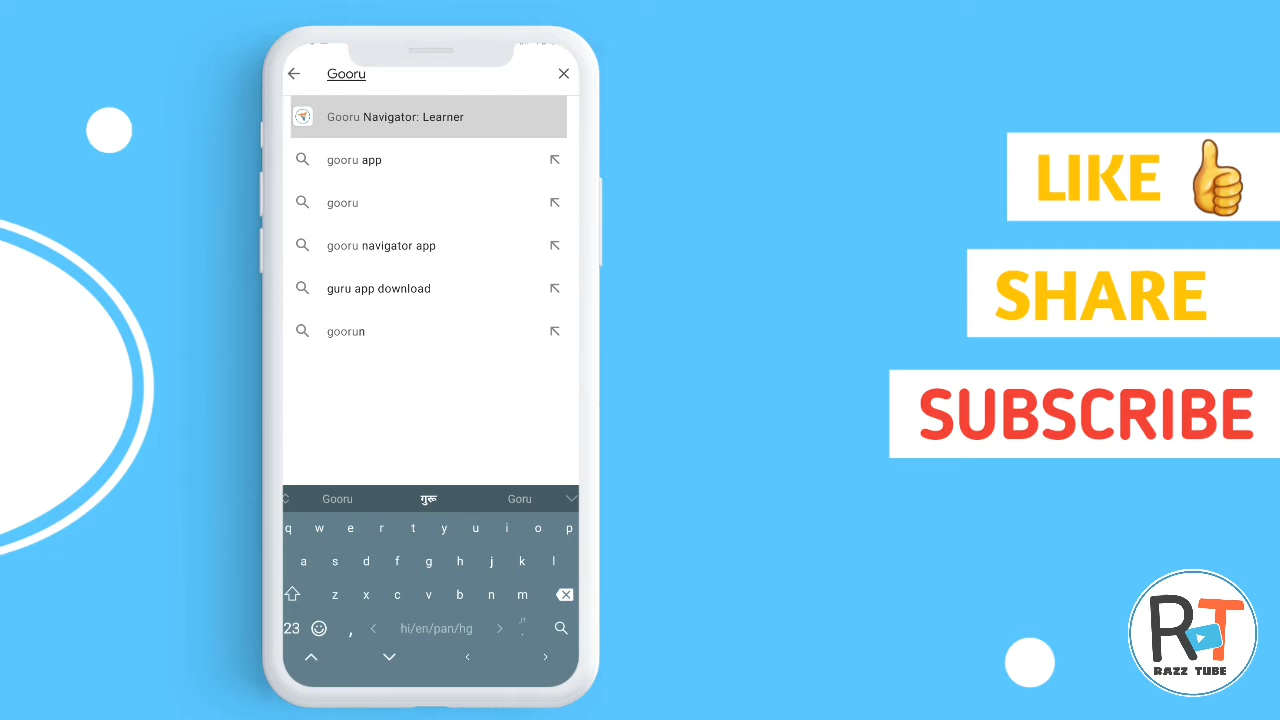 Gooru
Gooru Navigator: Learner
gooru app
gooru
gooru navigator app
guru app download
goorun
Gooru गुरू Goru
q w e r t y u i o p
a s d f g h j k l
z x c v b n m
23 , hi/en/pan/hg .
LIKE
SHARE
SUBSCRIBE
RT
RAZZ TUBE